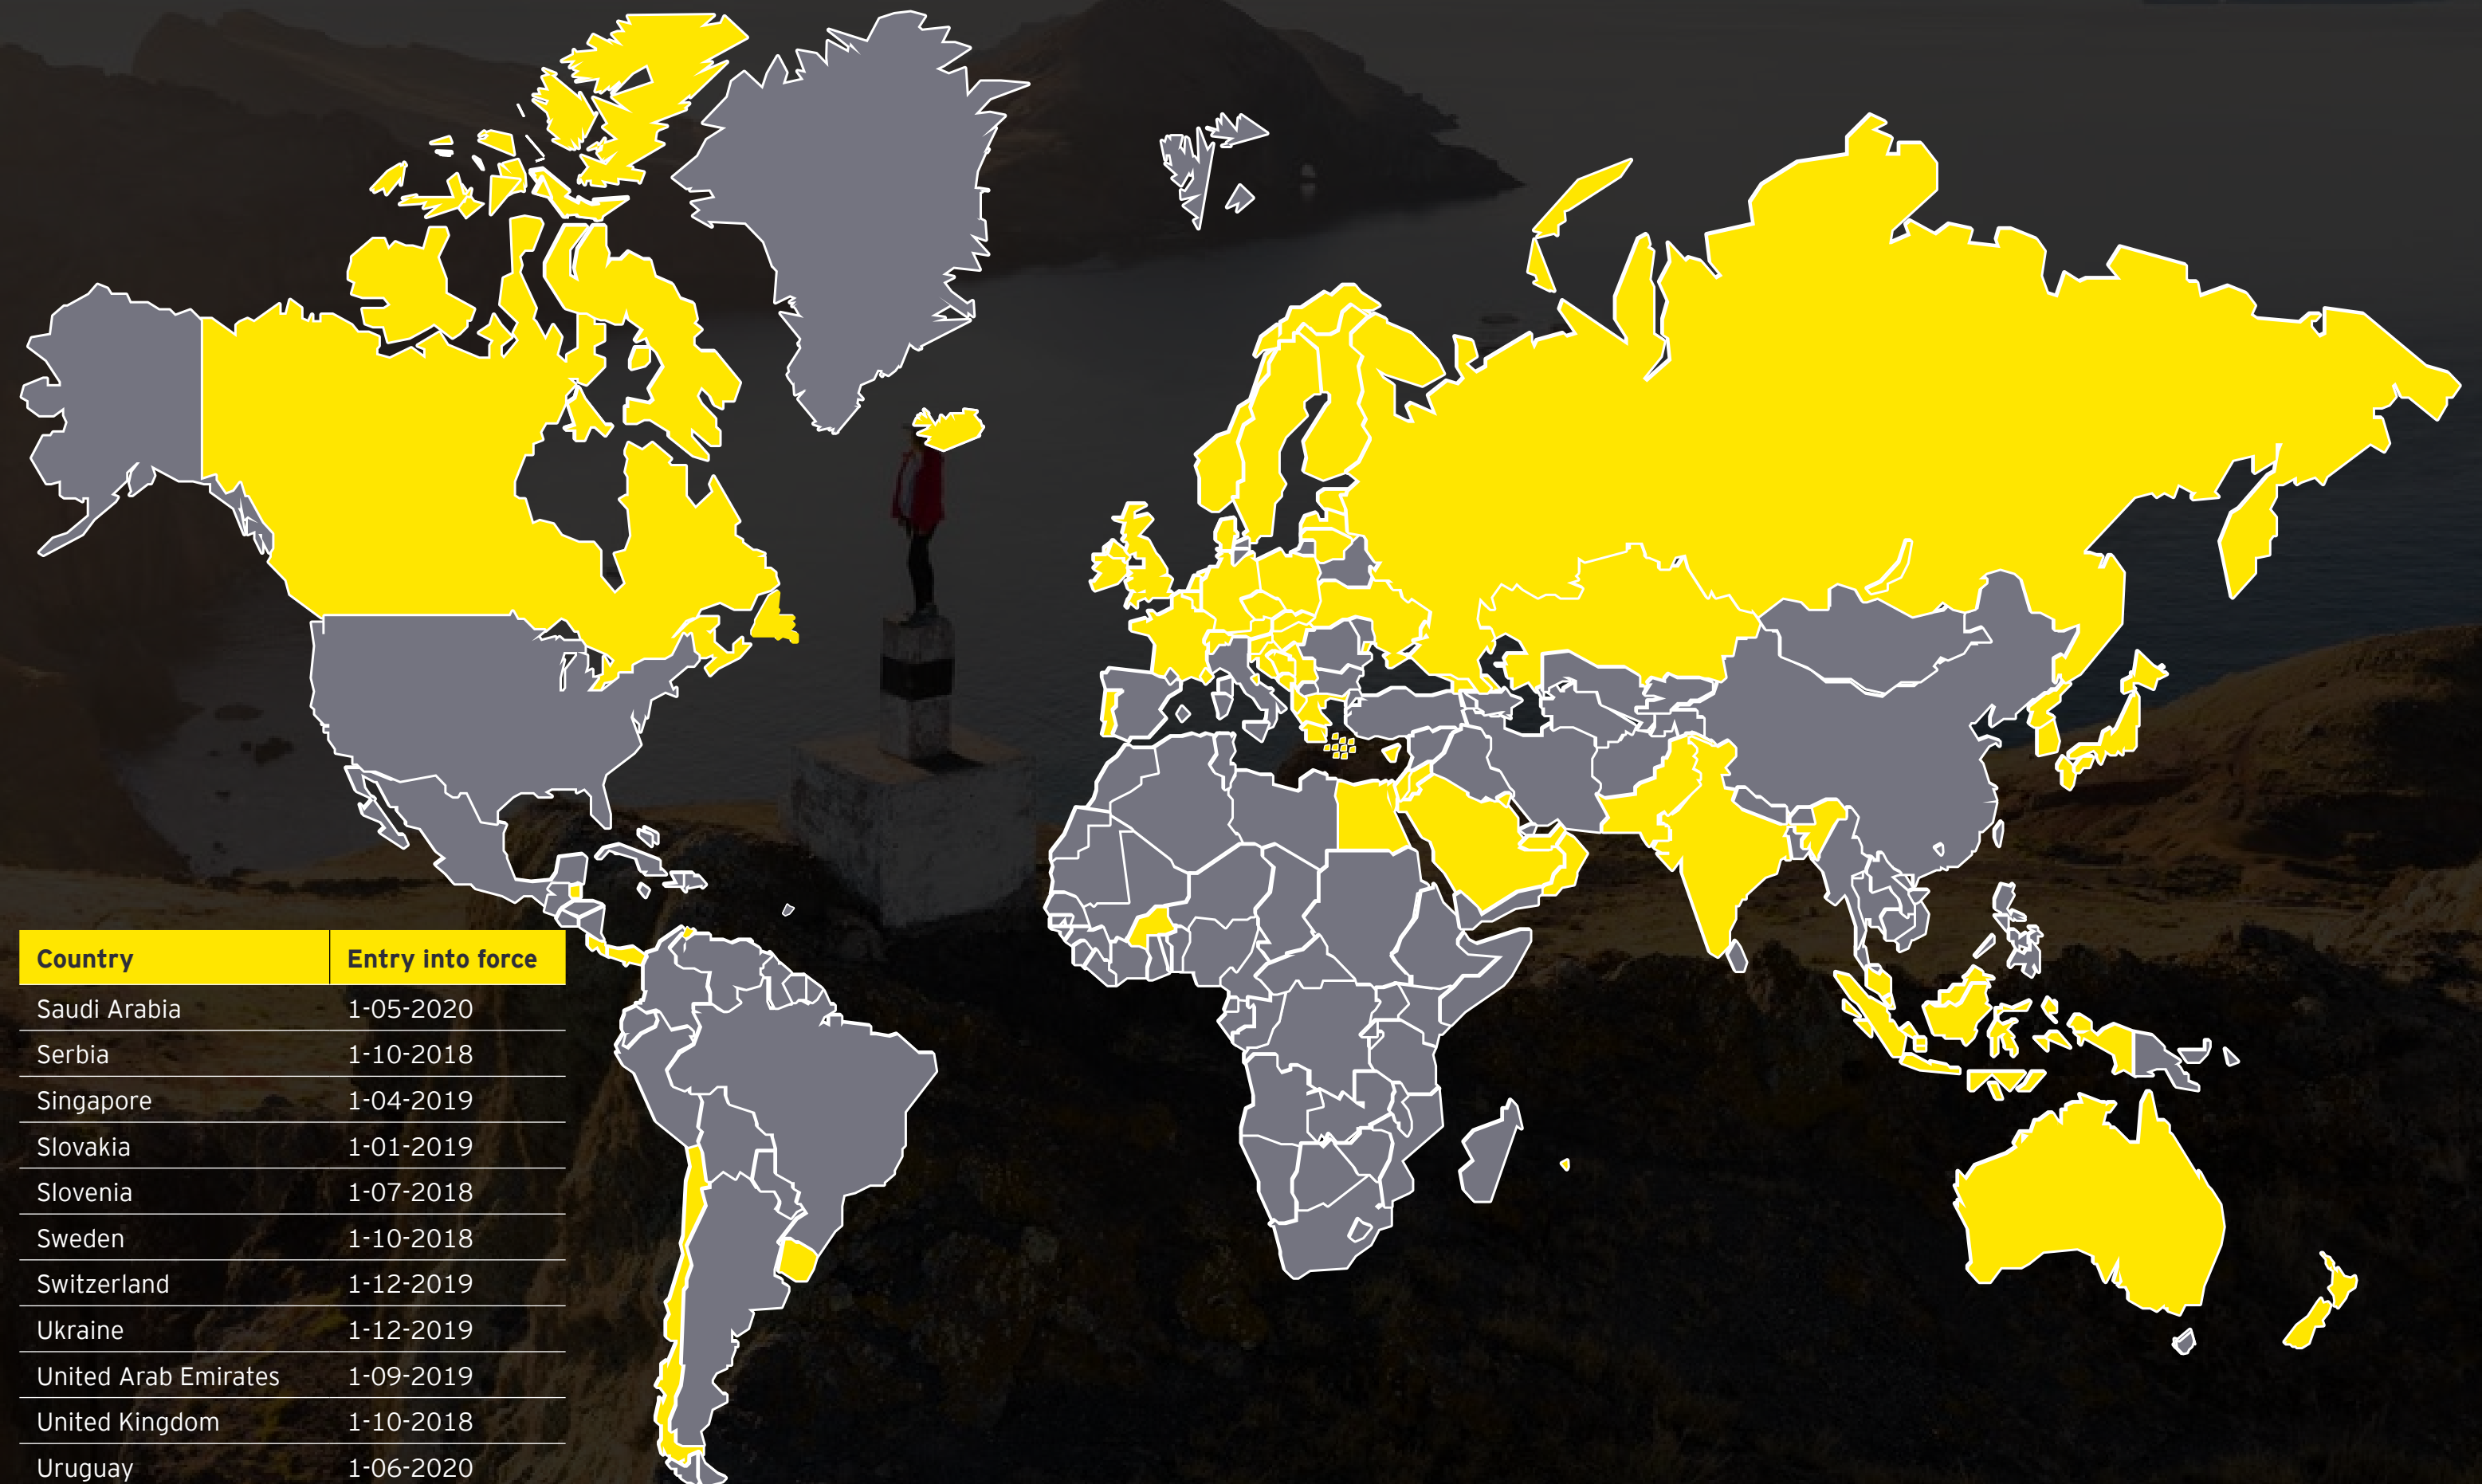 Country Entry into force
Saudi Arabia 1-05-2020
Serbia 1-10-2018
Singapore 1-04-2019
Slovakia 1-01-2019
Slovenia 1-07-2018
Sweden 1-10-2018
Switzerland 1-12-2019
Ukraine 1-12-2019
United Arab Emirates 1-09-2019
United Kingdom 1-10-2018
Uruguay 1-06-2020